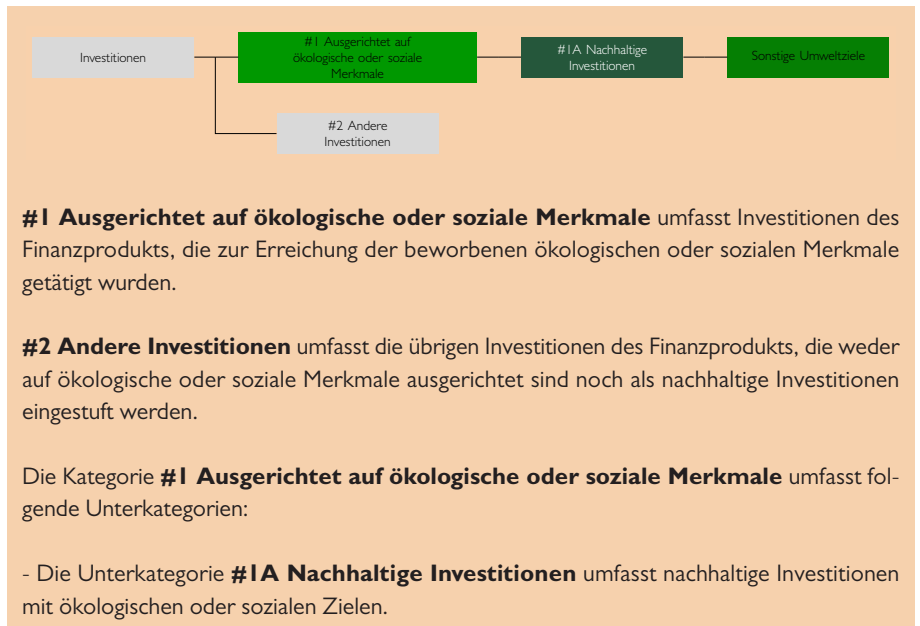 Investitionen
#1 Ausgerichtet auf
ökologische oder soziale
Merkmale
#1A Nachhaltige
Investitionen
Sonstige Umweltziele
#2 Andere
Investitionen
#1 Ausgerichtet auf ökologische oder soziale Merkmale umfasst Investitionen des
Finanzprodukts, die zur Erreichung der beworbenen ökologischen oder sozialen Merkmale
getätigt wurden.
#2 Andere Investitionen umfasst die übrigen Investitionen des Finanzprodukts, die weder
auf ökologische oder soziale Merkmale ausgerichtet sind noch als nachhaltige Investitionen
eingestuft werden.
Die Kategorie #1 Ausgerichtet auf ökologische oder soziale Merkmale umfasst fol-
gende Unterkategorien:
- Die Unterkategorie #1A Nachhaltige Investitionen umfasst nachhaltige Investitionen
mit ökologischen oder sozialen Zielen.